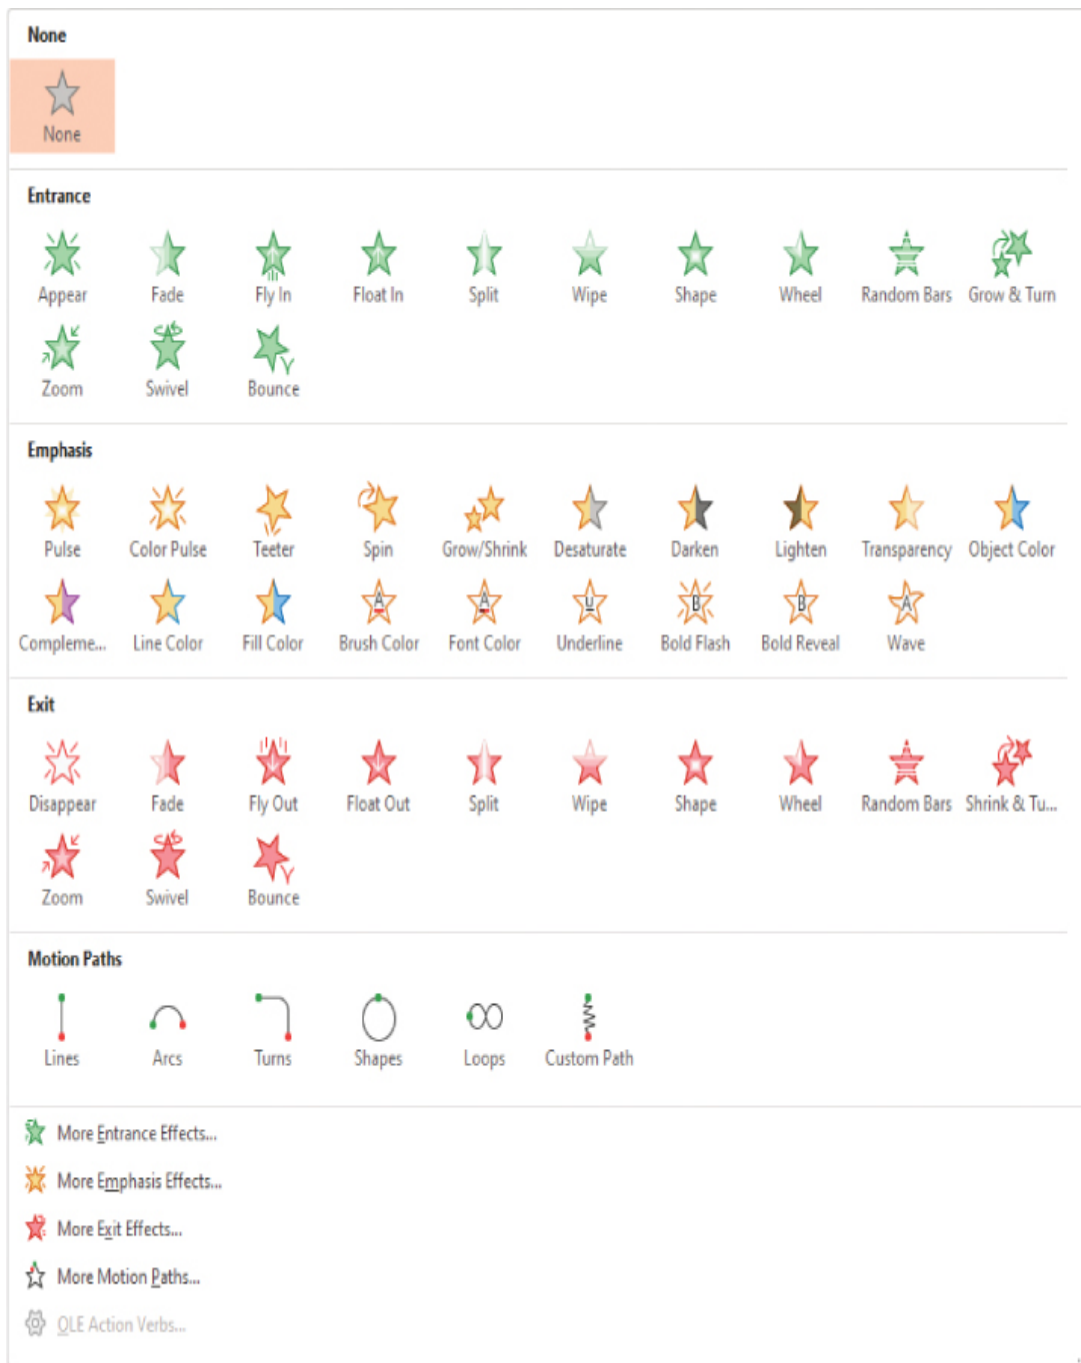 None
None
Entrance
Appear Fade Fly In Float In Split Wipe Shape Wheel Random Bars Grow & Turn
Zoom Swivel Bounce
Emphasis
Pulse Color Pulse Teeter Spin Grow/Shrink Desaturate Darken Lighten Transparency Object Color
Compleme... Line Color Fill Color Brush Color Font Color Underline Bold Flash Bold Reveal Wave
Exit
Disappear Fade Fly Out Float Out Split Wipe Shape Wheel Random Bars Shrink & Tu...
Zoom Swivel Bounce
Motion Paths
Lines Arcs Turns Shapes Loops Custom Path
More Entrance Effects...
More Emphasis Effects...
More Exit Effects...
More Motion Paths...
OLE Action Verbs...